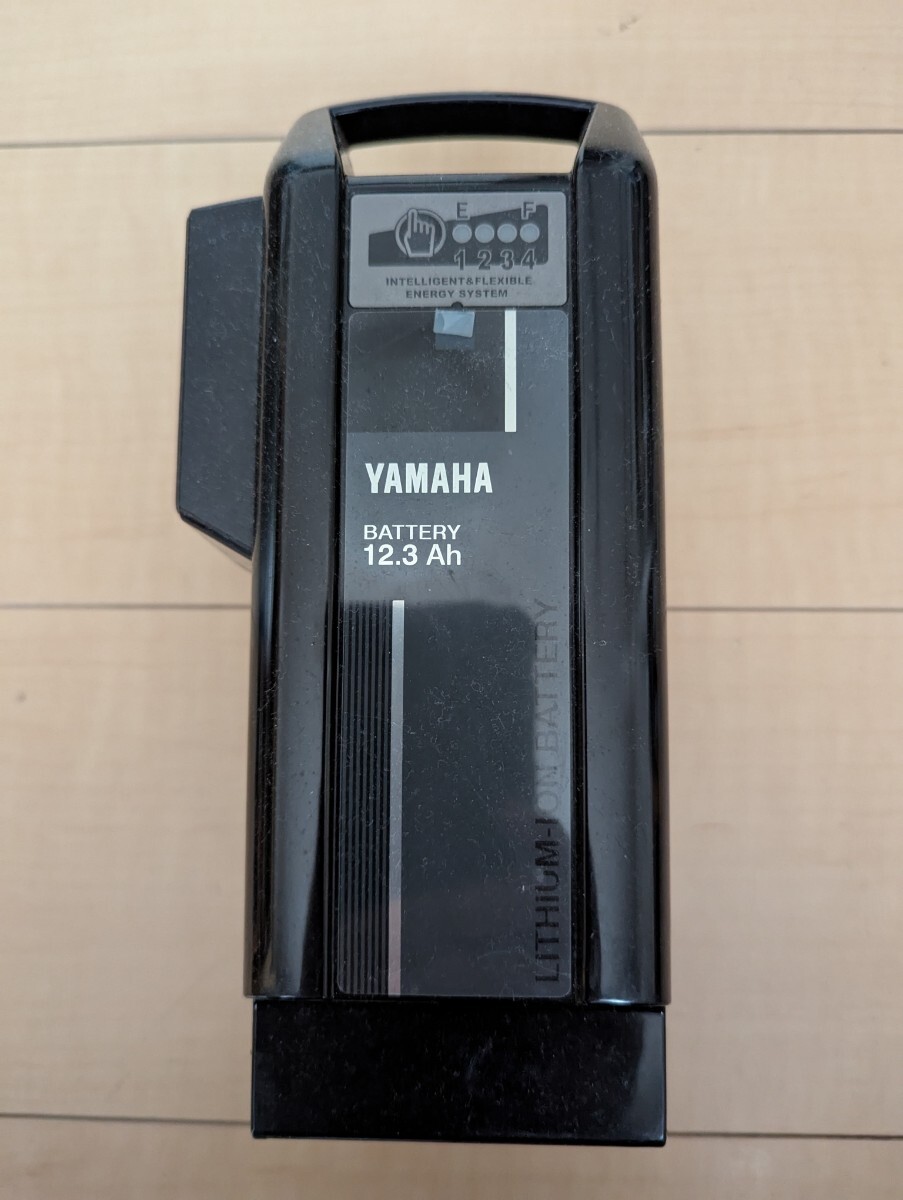 E F
1 2 3 4
INTELLIGENT&FLEXIBLE
ENERGY SYSTEM
YAMAHA
BATTERY
12.3 Ah
LITHIUM-ION BATTERY